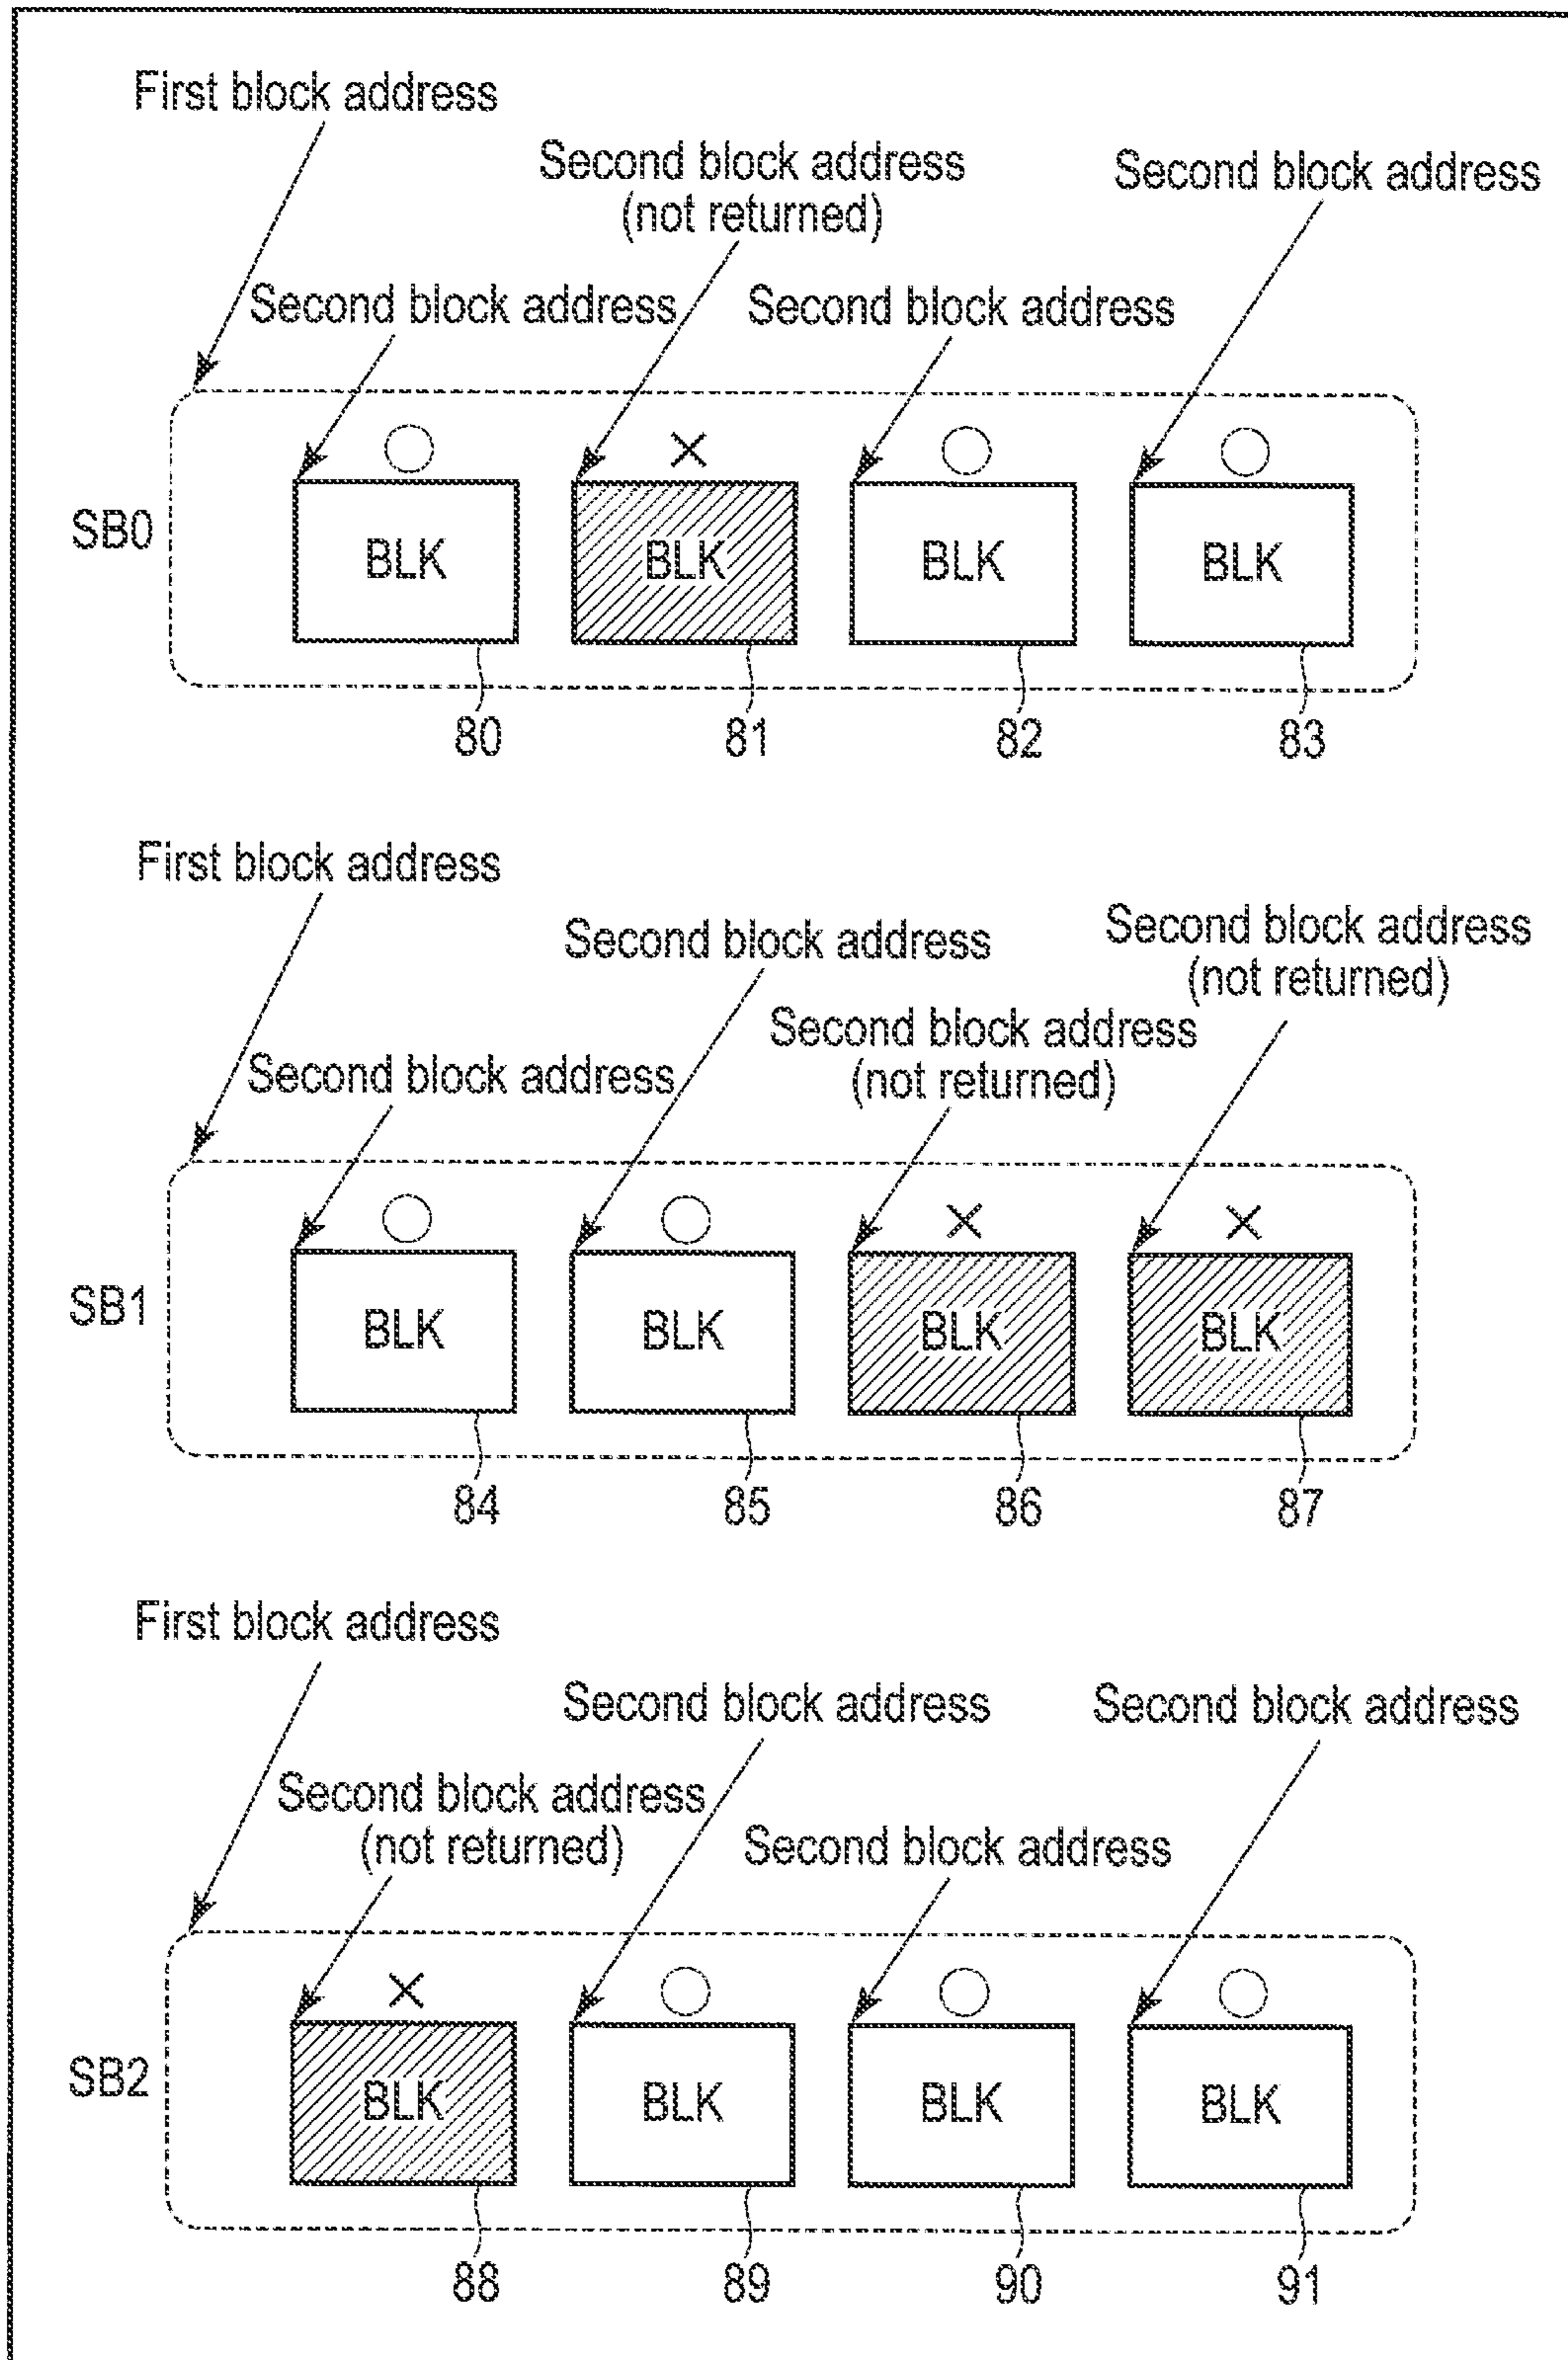 First block address
Second block address
(not returned)
Second block address
Second block address
Second block address
○ × ○ ○
SB0
BLK BLK BLK BLK
80 81 82 83
First block address
Second block address
Second block address
(not returned)
Second block address
(not returned)
Second block address
○ ○ × ×
SB1
BLK BLK BLK BLK
84 85 86 87
First block address
Second block address
Second block address
Second block address
(not returned)
Second block address
× ○ ○ ○
SB2
BLK BLK BLK BLK
88 89 90 91